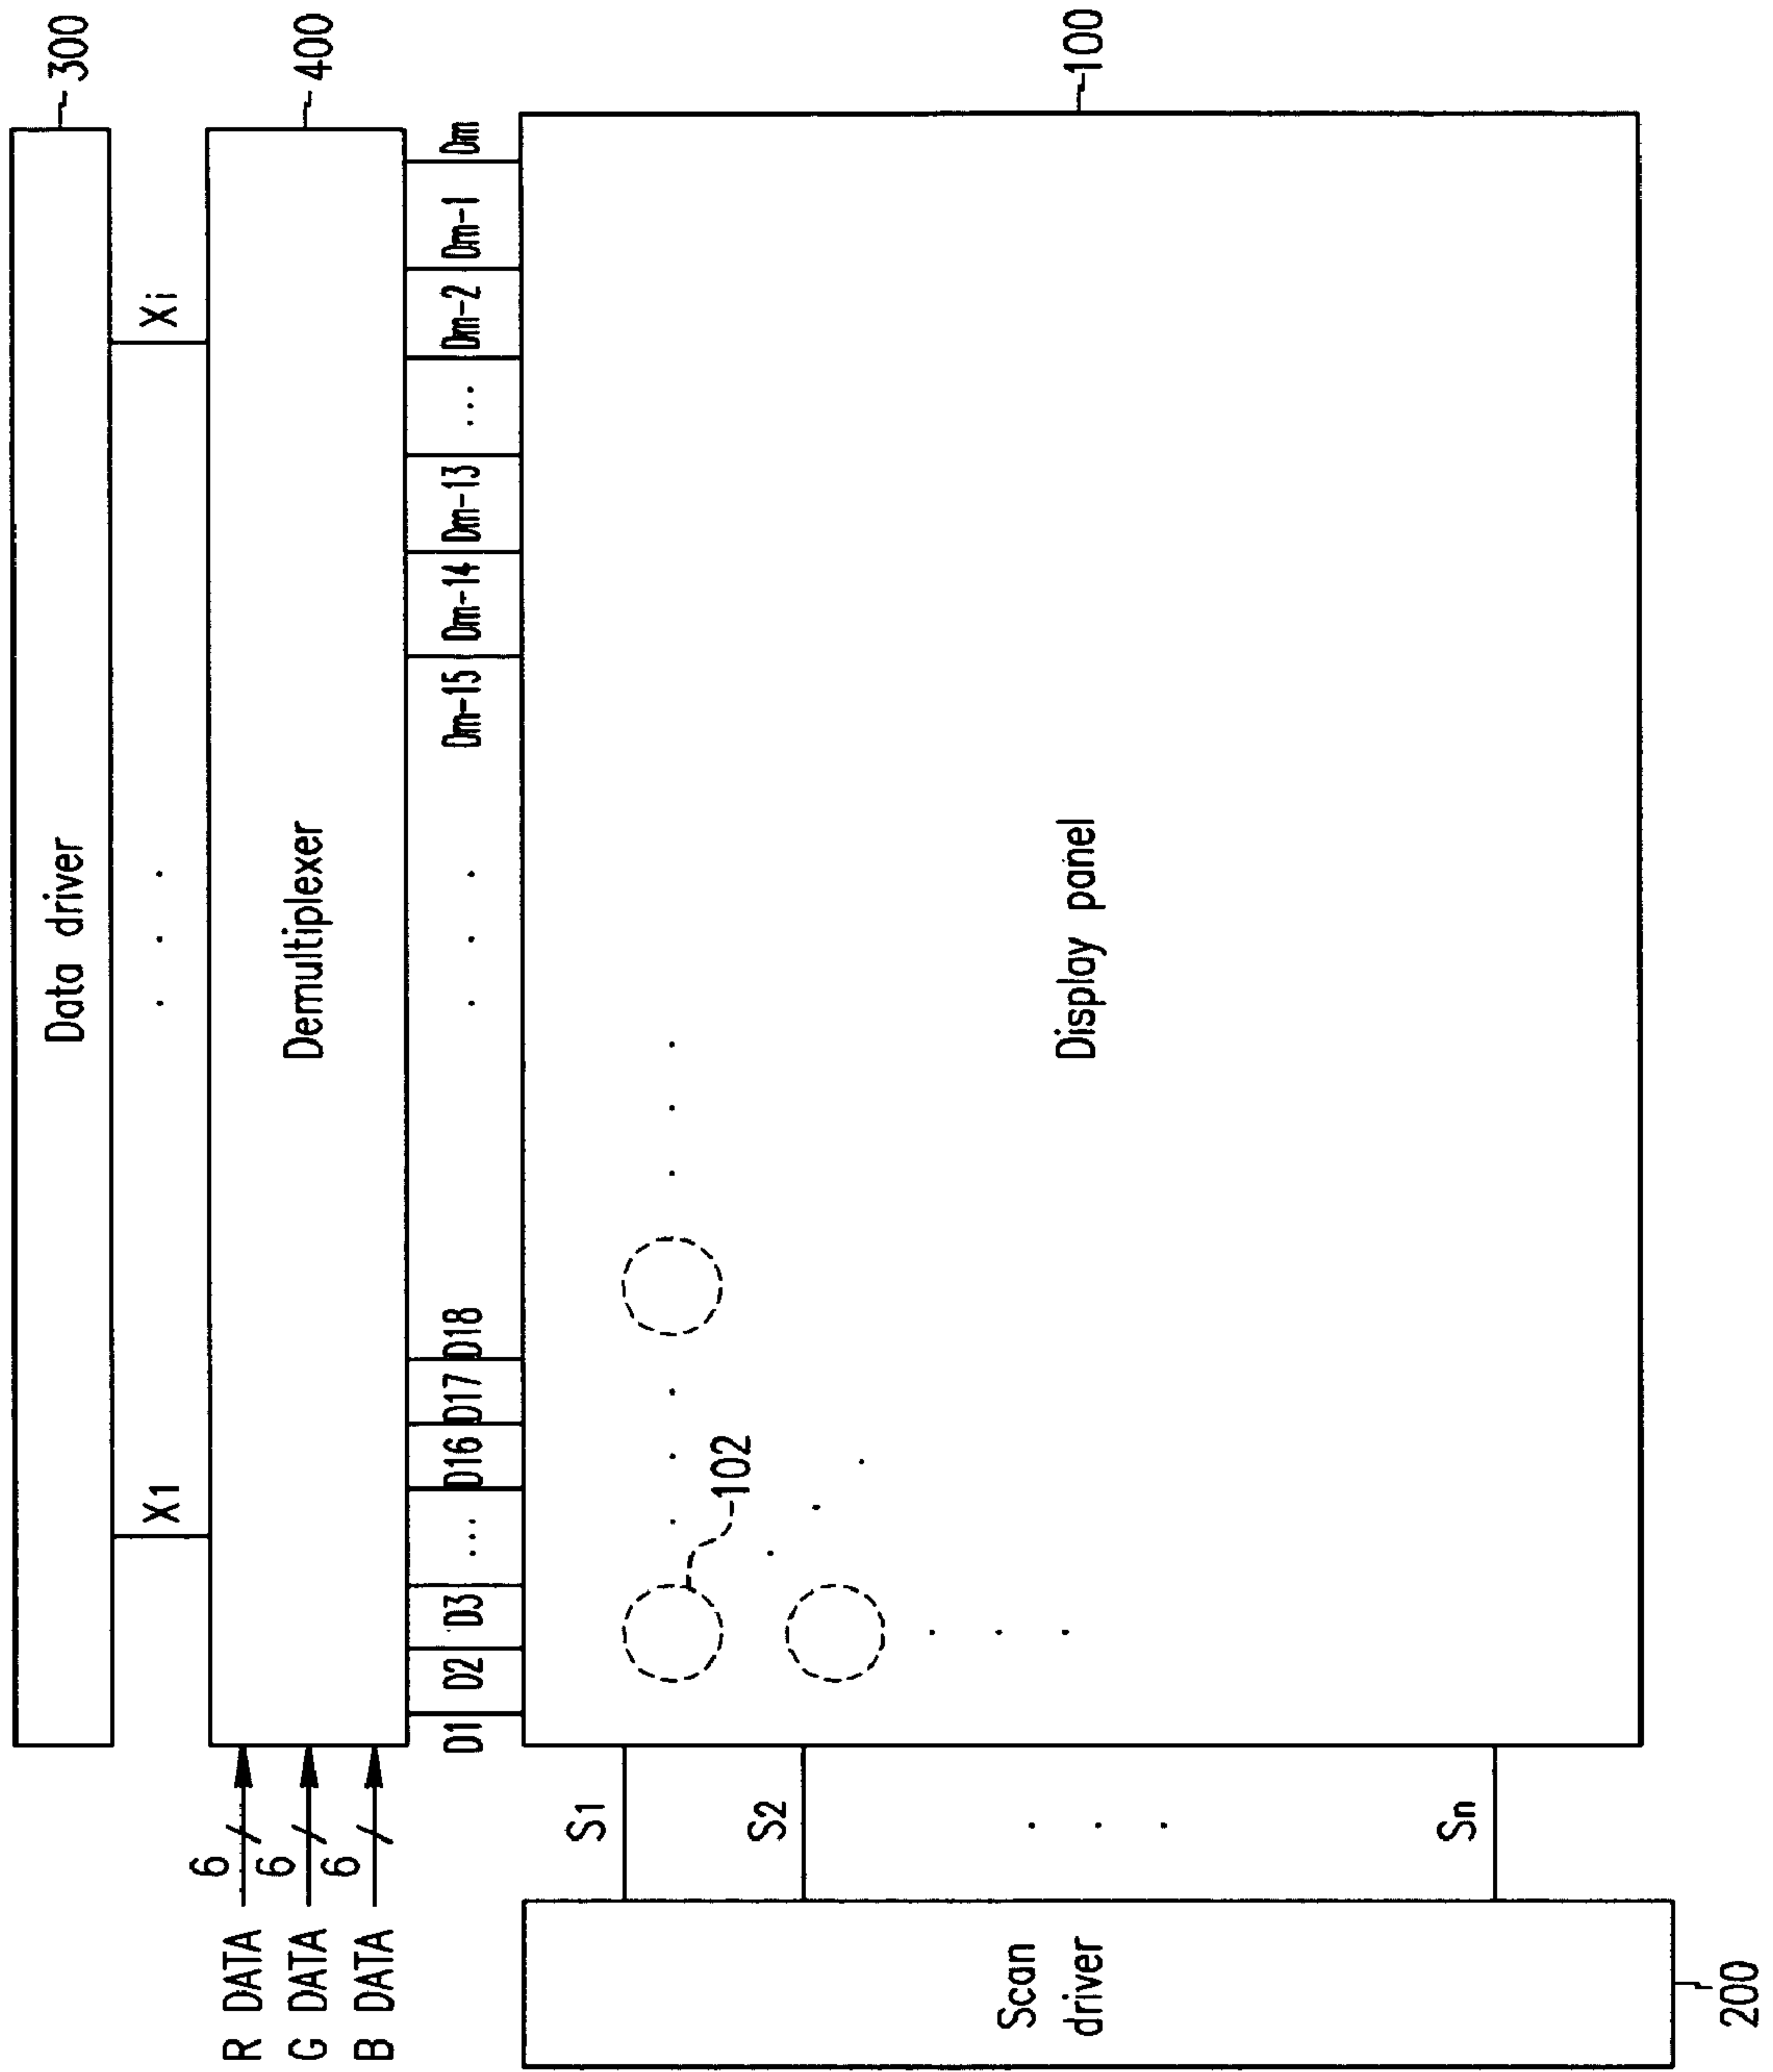 Data driver
300
X1
. . .
Xi
R DATA
6
G DATA
6
B DATA
6
Demultiplexer
400
D1 D2 D3 ... D16 D17 D18 . . . Dm-15 Dm-14 Dm-13 ... Dm-2 Dm-1 Dm
S1
S2
. . .
Sn
102
Display panel
100
Scan
driver
200